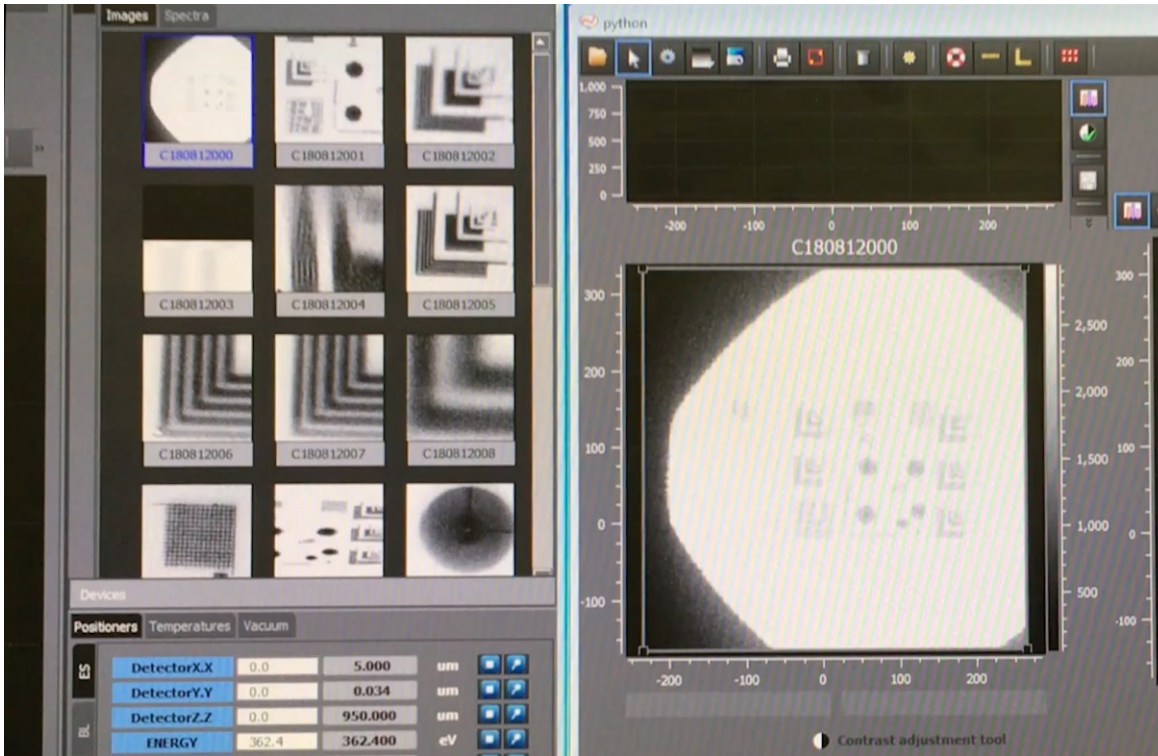 Images Spectra
C180812000 C180812001 C180812002
C180812003 C180812004 C180812005
C180812006 C180812007 C180812008
Devices
Positioners Temperatures Vacuum
ES
BL
DetectorX.X 0.0 5.000 um
DetectorY.Y 0.0 0.034 um
DetectorZ.Z 0.0 950.000 um
ENERGY 362.4 362.400 eV
python
1,000
750
500
250
0
-200 -100 0 100 200
C180812000
300
200
100
0
-100
-200 -100 0 100 200
2,500
2,000
1,500
1,000
500
300
200
100
0
-100
Contrast adjustment tool